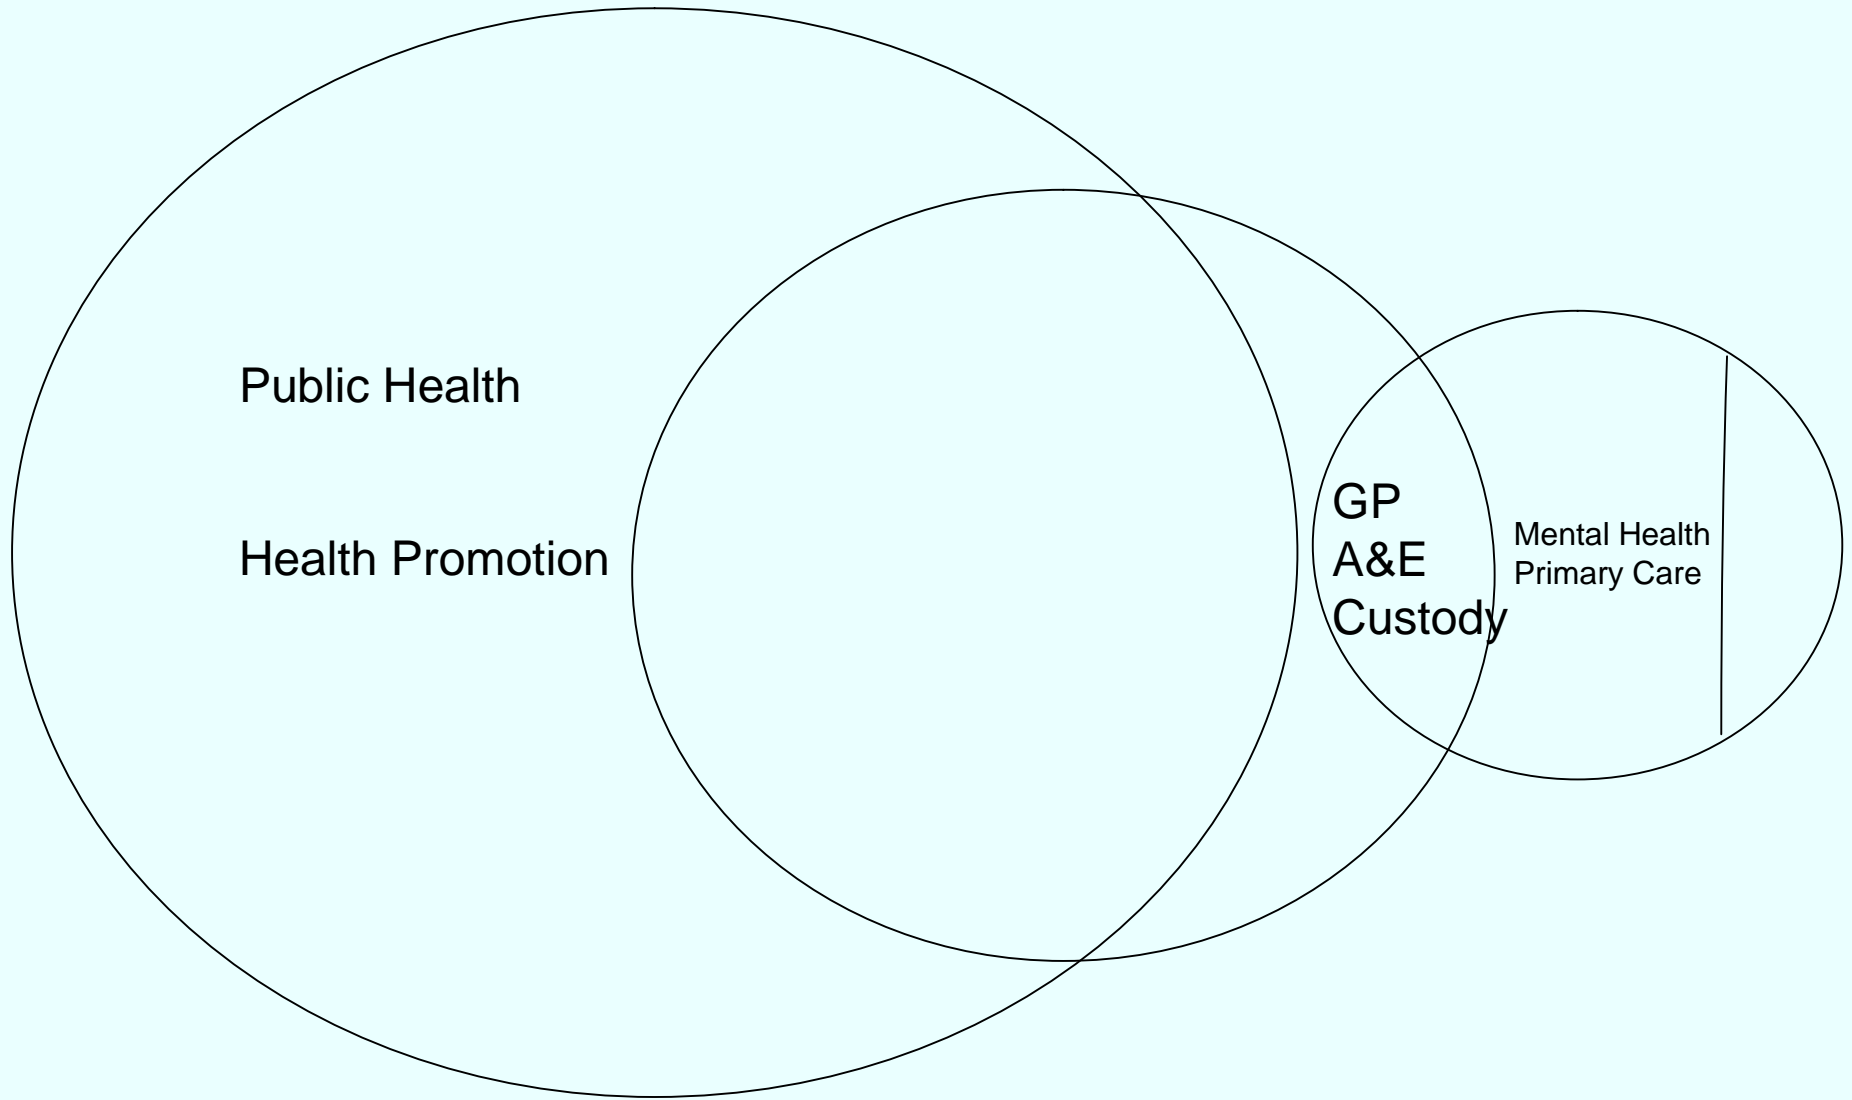 Public Health
Health Promotion
GP
A&E
Custody
Mental Health
Primary Care